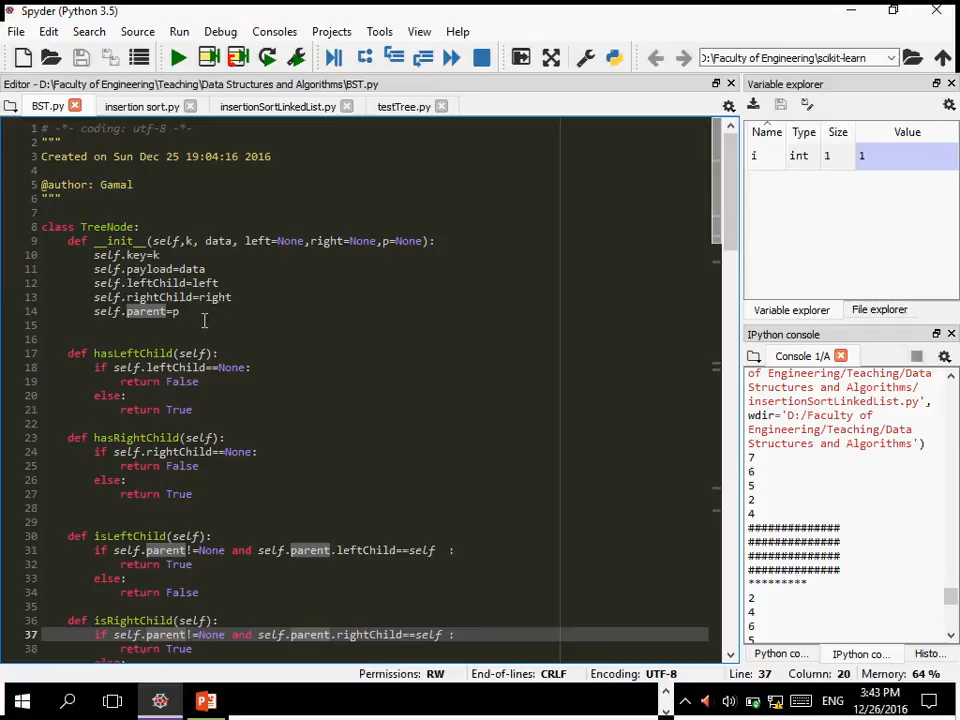 Spyder (Python 3.5)
File Edit Search Source Run Debug Consoles Projects Tools View Help
D:\Faculty of Engineering\scikit-learn
Editor - D:\Faculty of Engineering\Teaching\Data Structures and Algorithms\BST.py
Variable explorer
BST.py insertion sort.py insertionSortLinkedList.py testTree.py
Name Type Size Value
i int 1 1
1 # -*- coding: utf-8 -*-
2 """
3 Created on Sun Dec 25 19:04:16 2016
4
5 @author: Gamal
6 """
7
8 class TreeNode:
9     def __init__(self,k, data, left=None,right=None,p=None):
10         self.key=k
11         self.payload=data
12         self.leftChild=left
13         self.rightChild=right
14         self.parent=p
15
16
17     def hasLeftChild(self):
18         if self.leftChild==None:
19             return False
20         else:
21             return True
22
23     def hasRightChild(self):
24         if self.rightChild==None:
25             return False
26         else:
27             return True
28
29
30     def isLeftChild(self):
31         if self.parent!=None and self.parent.leftChild==self  :
32             return True
33         else:
34             return False
35
36     def isRightChild(self):
37         if self.parent!=None and self.parent.rightChild==self :
38             return True
else:
Variable explorer File explorer
IPython console
Console 1/A
of Engineering/Teaching/Data
Structures and Algorithms/
insertionSortLinkedList.py',
wdir='D:/Faculty of
Engineering/Teaching/Data
Structures and Algorithms')
7
6
5
2
4
##############
##############
##############
##############
*********
2
4
6
5
Python co... IPython co... Histo...
Permissions: RW End-of-lines: CRLF Encoding: UTF-8 Line: 37 Column: 20 Memory: 64 %
ENG
3:43 PM
12/26/2016